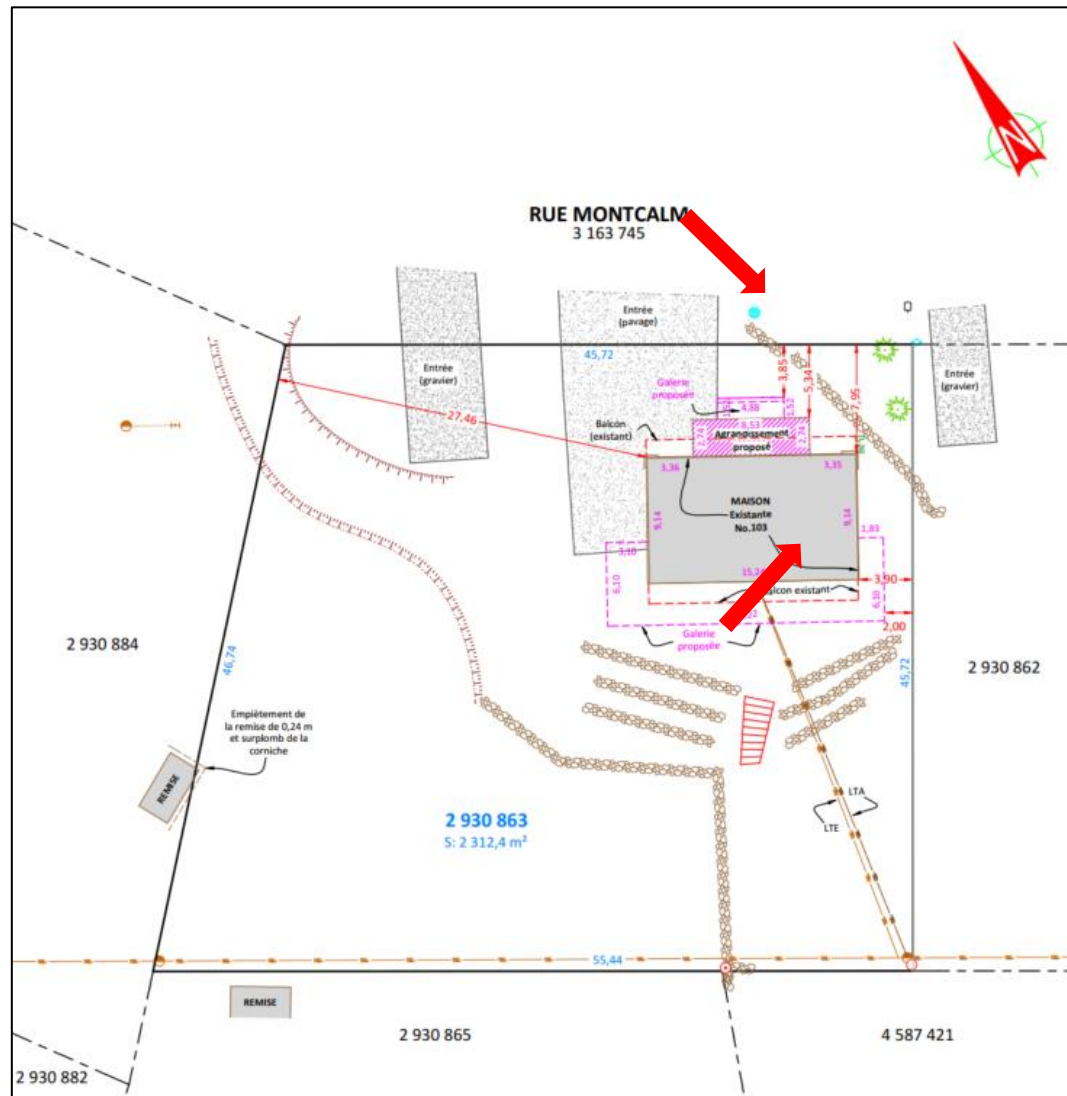 N
RUE MONTCALM
3 163 745
Entrée
(pavage)
Entrée
(gravier)
Entrée
(gravier)
45,72
3,85
5,34
7,95
27,46
Galerie
proposée
4,88
1,52
Balcon
(existant)
8,53
2,74
2,74
Agrandissement
proposé
3,36
3,35
MAISON
Existante
No,103
9,14
9,14
1,83
3,10
15,24
3,90
6,10
6,10
Balcon existant
2,00
Galerie
proposée
2 930 884
46,74
2 930 862
45,72
Empiètement de
la remise de 0,24 m
et surplomb de la
corniche
REMISE
LTA
LTE
2 930 863
S: 2 312,4 m²
55,44
REMISE
2 930 865
4 587 421
2 930 882